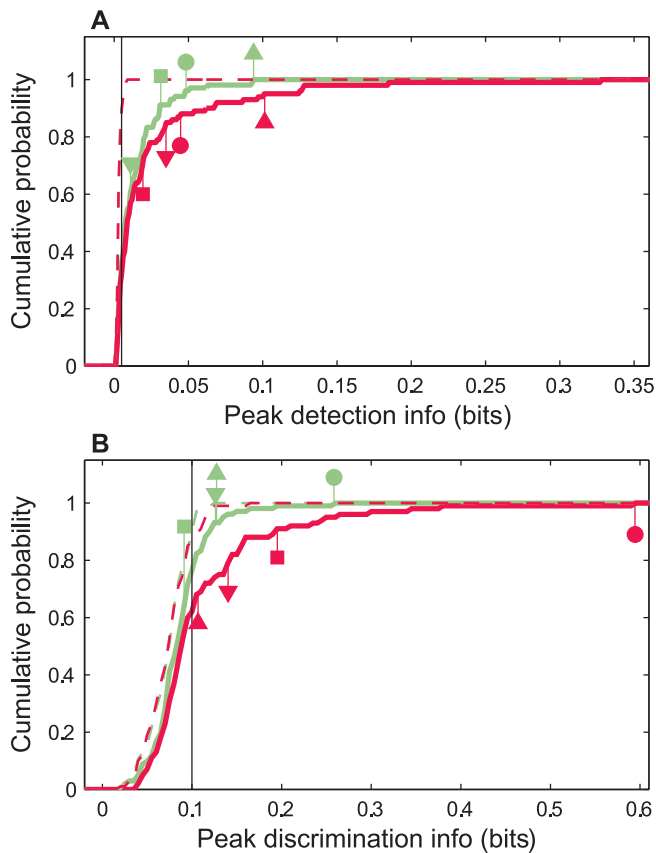 A
Cumulative probability
1
0.8
0.6
0.4
0.2
0
0 0.05 0.1 0.15 0.2 0.25 0.3 0.35
Peak detection info (bits)
B
Cumulative probability
1
0.8
0.6
0.4
0.2
0
0 0.1 0.2 0.3 0.4 0.5 0.6
Peak discrimination info (bits)